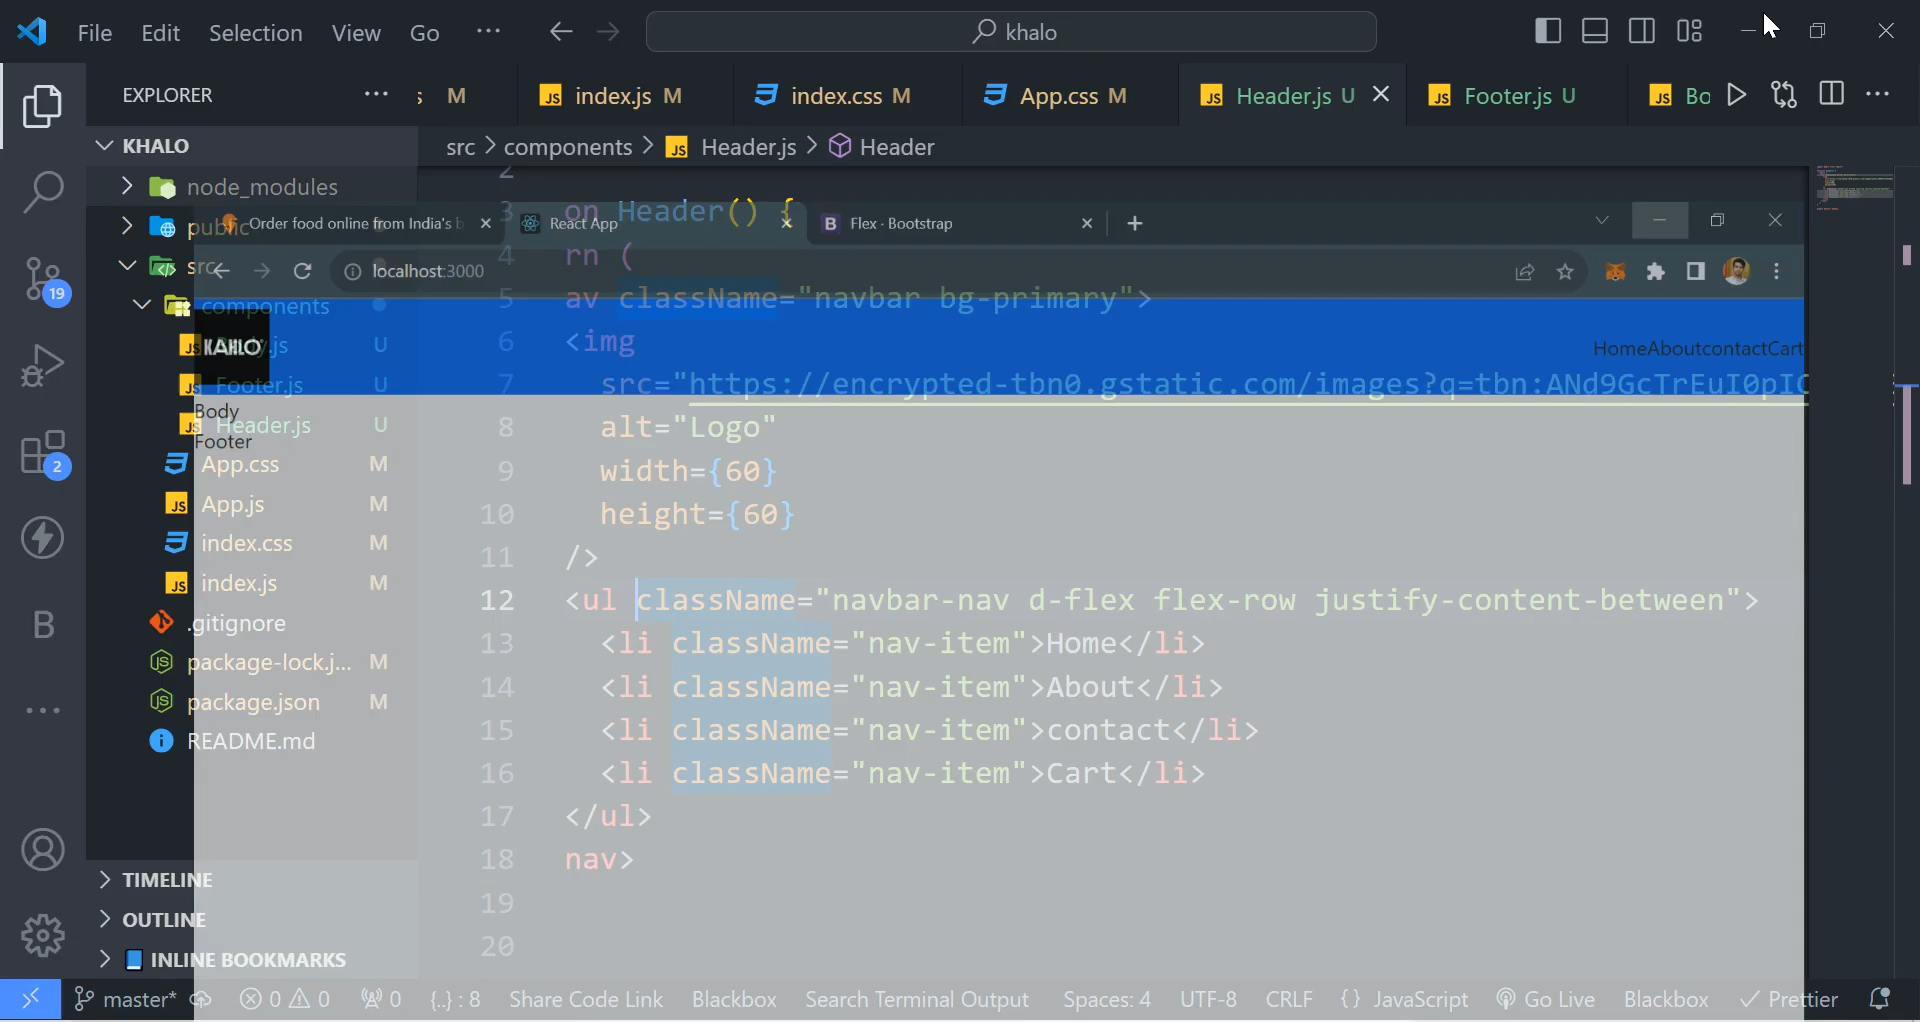 File Edit Selection View Go ··· khalo
EXPLORER ··· M index.js M index.css M App.css M Header.js U Footer.js U Bo
KHALO src > components > Header.js > Header
node_modules
2
public Order food online from India's b React App Flex · Bootstrap
3 on Header() {
src localhost:3000
4 rn (
components
5 av className="navbar bg-primary">
KAHLO Body.js U
6 <img
HomeAboutcontactCart
Footer.js U
7 src="https://encrypted-tbn0.gstatic.com/images?q=tbn:ANd9GcTrEuI0pIC
Body
Header.js U
8 alt="Logo"
Footer
App.css M
9 width={60}
App.js M
10 height={60}
index.css M
11 />
index.js M
12 <ul className="navbar-nav d-flex flex-row justify-content-between">
.gitignore
13 <li className="nav-item">Home</li>
package-lock.j... M
14 <li className="nav-item">About</li>
package.json M
15 <li className="nav-item">contact</li>
README.md
16 <li className="nav-item">Cart</li>
17 </ul>
18 nav>
TIMELINE
19
OUTLINE
20
INLINE BOOKMARKS
19
2
B
master* 0 0 0 {..} : 8 Share Code Link Blackbox Search Terminal Output Spaces: 4 UTF-8 CRLF {} JavaScript Go Live Blackbox Prettier